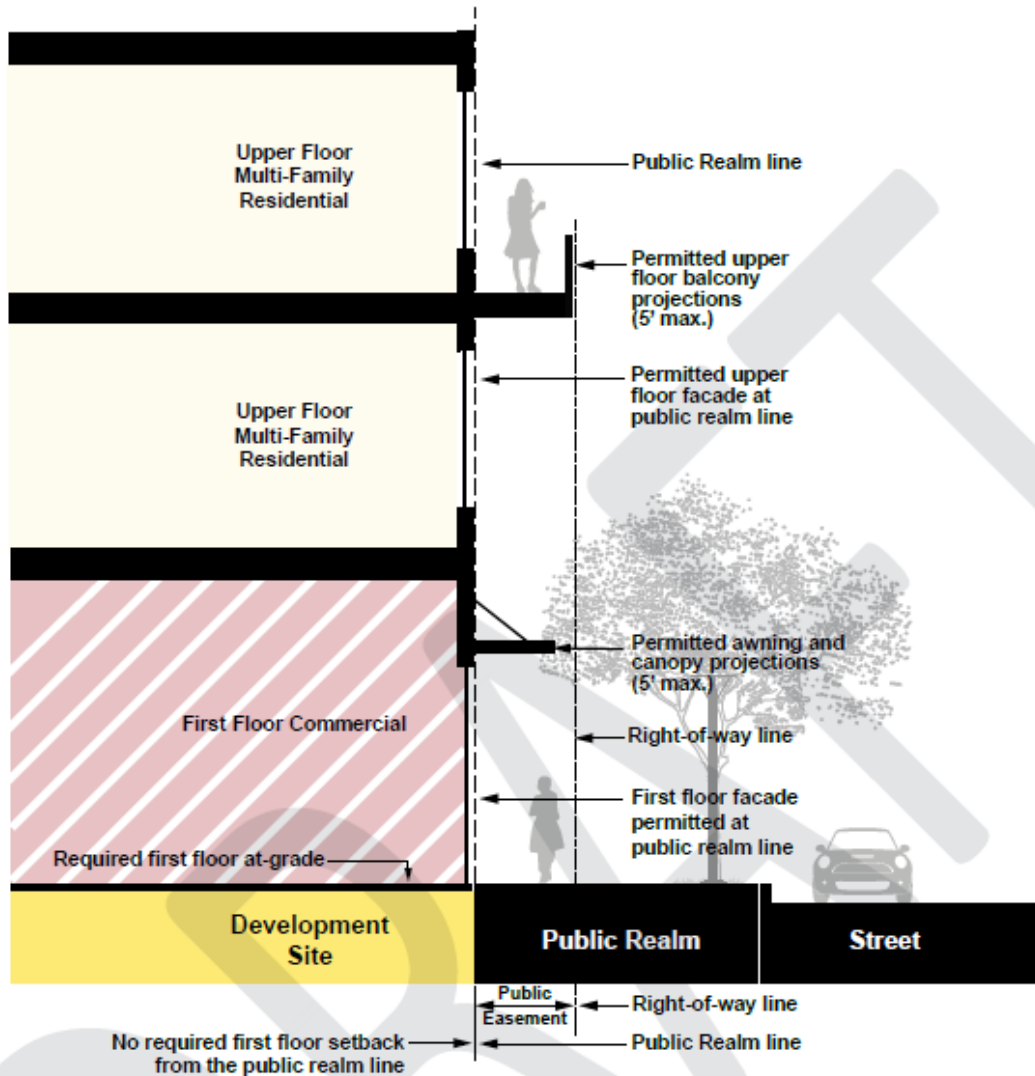 Upper Floor
Multi-Family
Residential
Public Realm line
Permitted upper
floor balcony
projections
(5' max.)
Permitted upper
floor facade at
public realm line
Upper Floor
Multi-Family
Residential
Permitted awning and
canopy projections
(5' max.)
First Floor Commercial
Right-of-way line
First floor facade
permitted at
public realm line
Required first floor at-grade
Development
Site
Public Realm
Street
Public
Easement
Right-of-way line
No required first floor setback
from the public realm line
Public Realm line
DRAFT